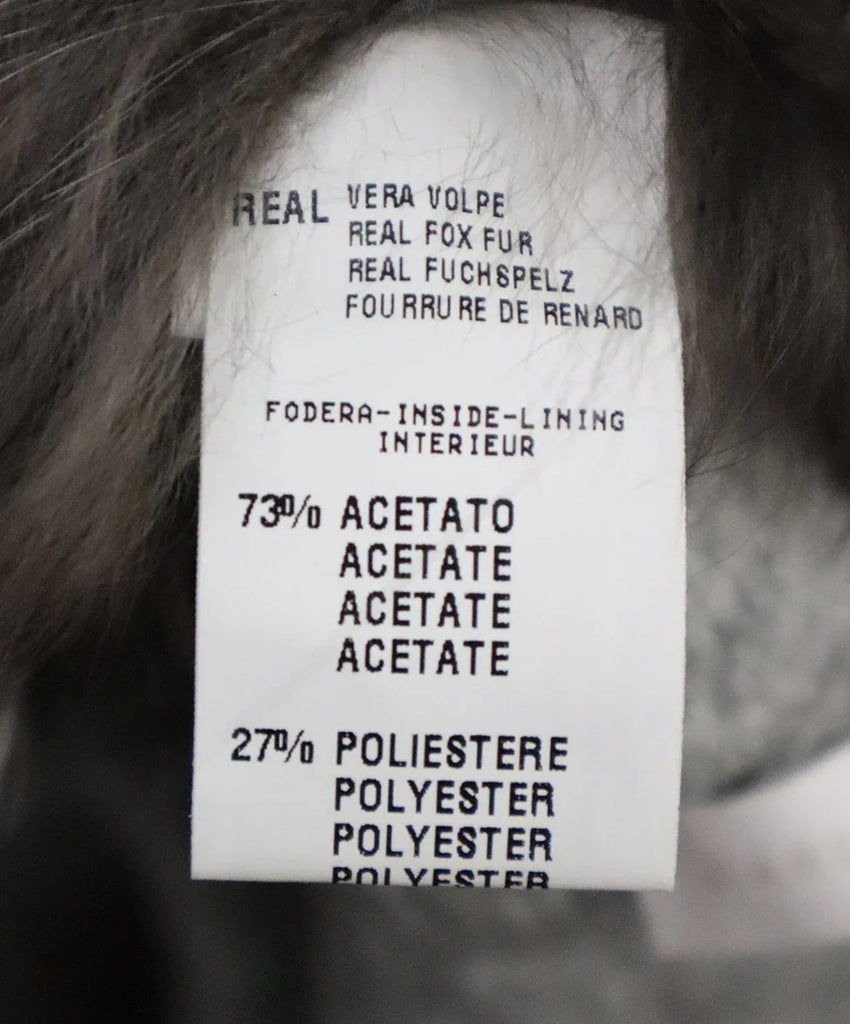 REAL VERA VOLPE
REAL FOX FUR
REAL FUCHSPELZ
FOURRURE DE RENARD
FODERA-INSIDE-LINING
INTERIEUR
73% ACETATO
ACETATE
ACETATE
ACETATE
27% POLIESTERE
POLYESTER
POLYESTER
POLYESTER